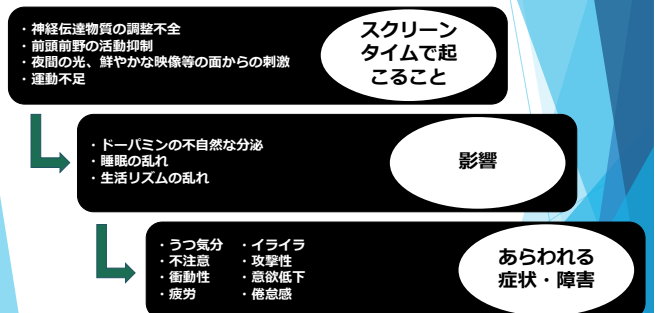 ・神経伝達物質の調整不全
・前頭前野の活動抑制
・夜間の光、鮮やかな映像等の面からの刺激
・運動不足
スクリーン
タイムで起
こること
・ドーパミンの不自然な分泌
・睡眠の乱れ
・生活リズムの乱れ
影響
・うつ気分 ・イライラ
・不注意 ・攻撃性
・衝動性 ・意欲低下
・疲労 ・倦怠感
あらわれる
症状・障害